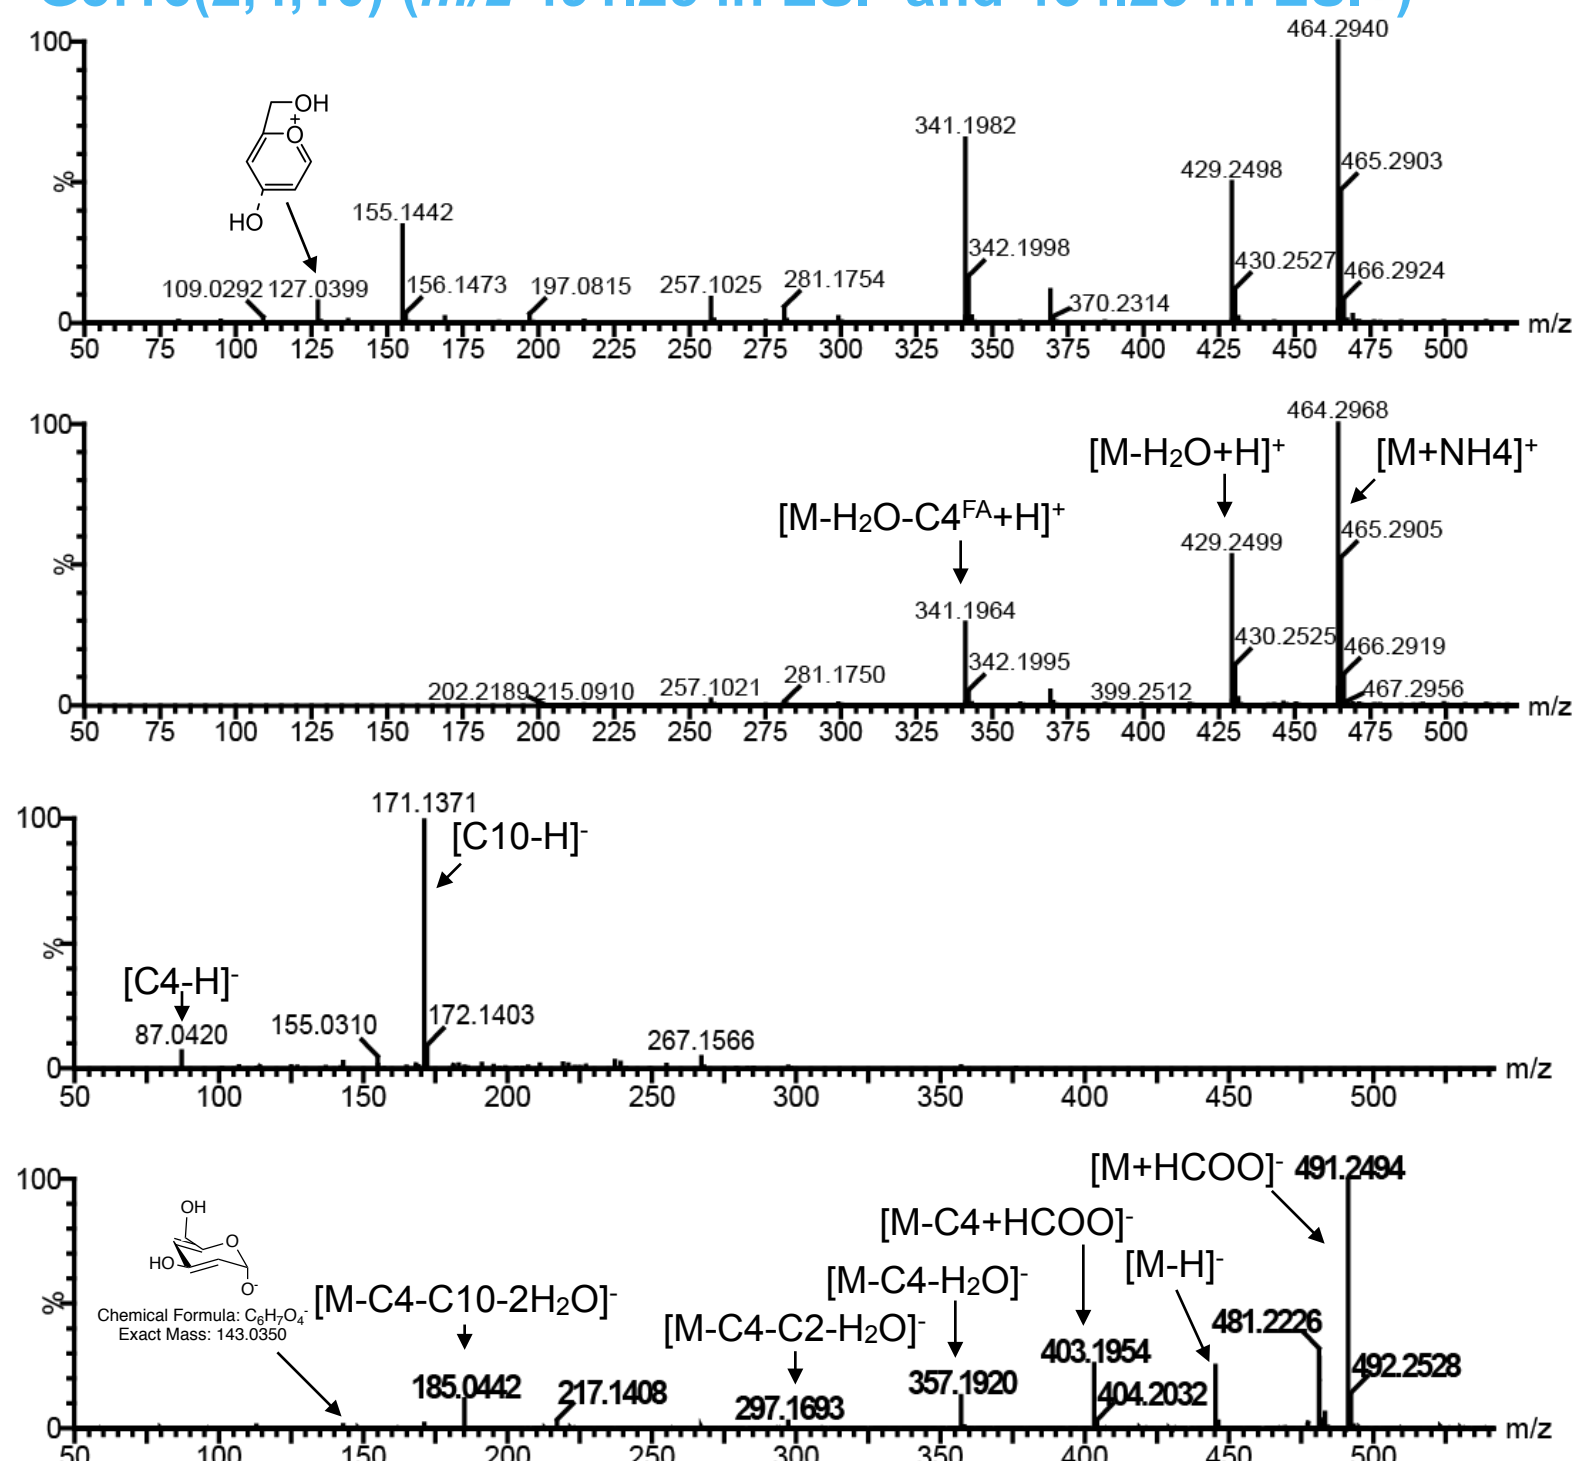 464.2940
100
OH
+
O
341.1982
465.2903
429.2498
%
HO
155.1442
342.1998
430.2527
466.2924
109.0292 127.0399
156.1473
197.0815
257.1025
281.1754
370.2314
0
m/z
50 75 100 125 150 175 200 225 250 275 300 325 350 375 400 425 450 475 500
464.2968
100
[M-H2O+H]+
[M+NH4]+
[M-H2O-C4FA+H]+
465.2905
429.2499
%
341.1964
430.2525
466.2919
342.1995
281.1750
202.2189 215.0910
257.1021
399.2512
467.2956
0
m/z
50 75 100 125 150 175 200 225 250 275 300 325 350 375 400 425 450 475 500
171.1371
100
[C10-H]-
%
[C4-H]-
172.1403
155.0310
87.0420
267.1566
0
m/z
50 100 150 200 250 300 350 400 450 500
[M+HCOO]- 491.2494
100
OH
[M-C4+HCOO]-
O
[M-H]-
HO
[M-C4-H2O]-
O-
%
[M-C4-C10-2H2O]-
Chemical Formula: C6H7O4-
Exact Mass: 143.0350
[M-C4-C2-H2O]-
481.2226
403.1954
492.2528
357.1920
185.0442
217.1408
404.2032
297.1693
0
m/z
50 100 150 200 250 300 350 400 450 500